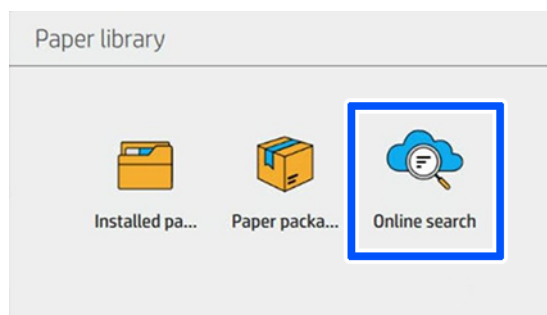 Paper library
Installed pa...
Paper packa...
Online search